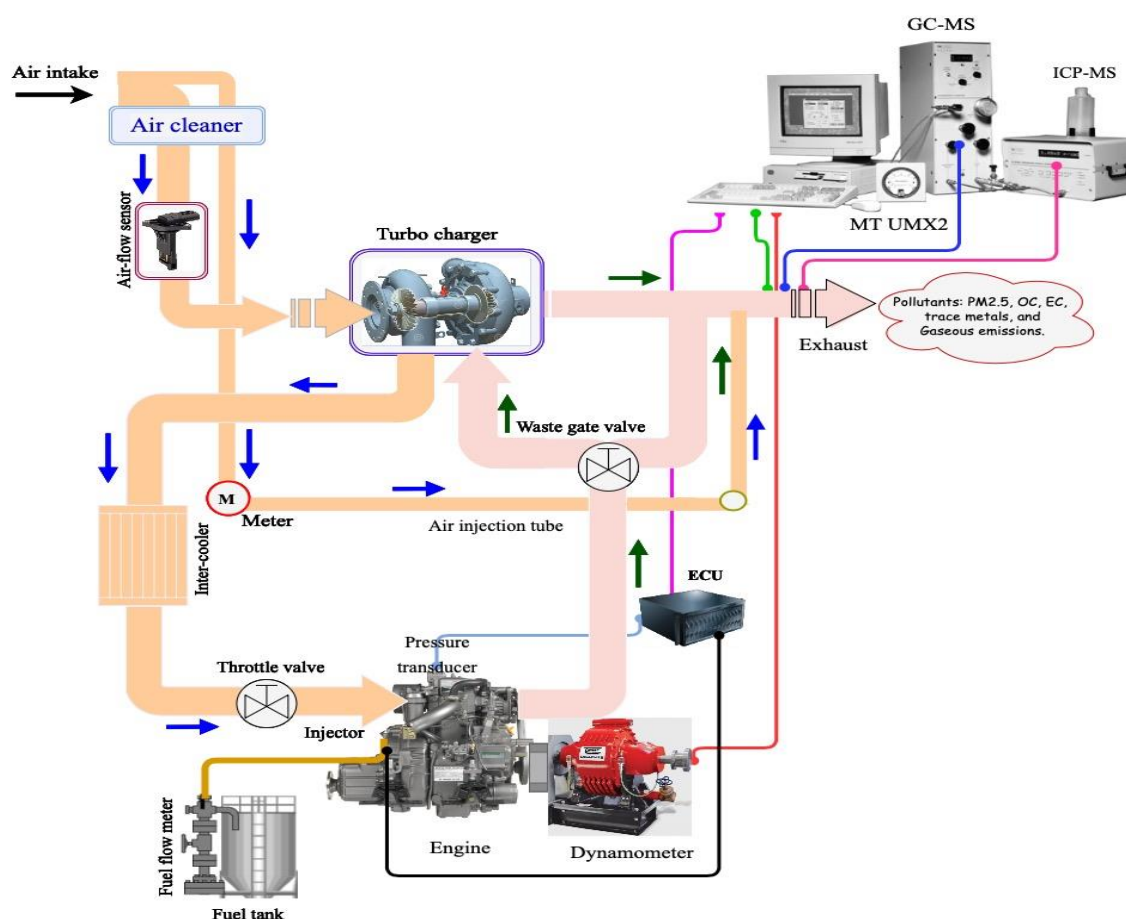 GC-MS
Air intake
ICP-MS
Air cleaner
Air-flow sensor
Turbo charger
MT UMX2
Pollutants: PM2.5, OC, EC,
trace metals, and
Gaseous emissions.
Exhaust
Waste gate valve
M
Meter
Air injection tube
Inter-cooler
ECU
Pressure
transducer
Throttle valve
Injector
Fuel flow meter
Engine
Dynamometer
Fuel tank